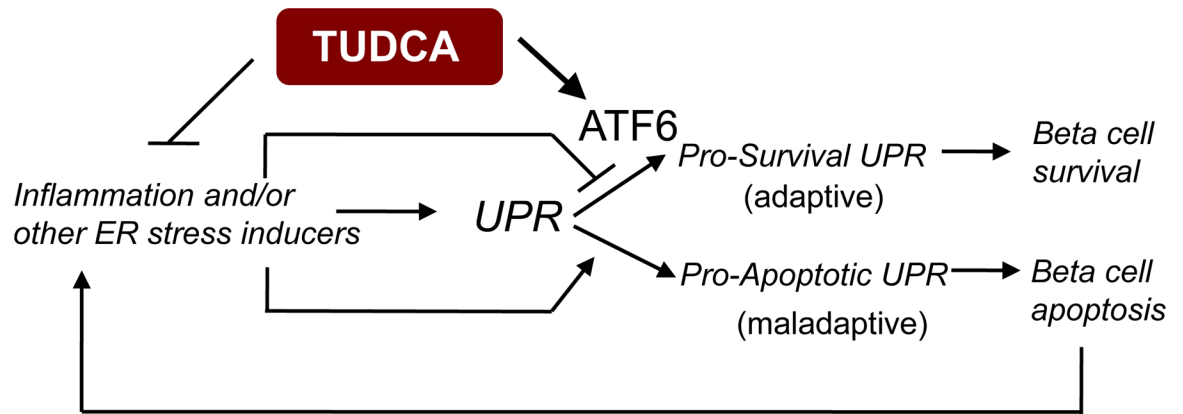 TUDCA
ATF6
Inflammation and/or
other ER stress inducers
UPR
Pro-Survival UPR
(adaptive)
Beta cell
survival
Pro-Apoptotic UPR
(maladaptive)
Beta cell
apoptosis